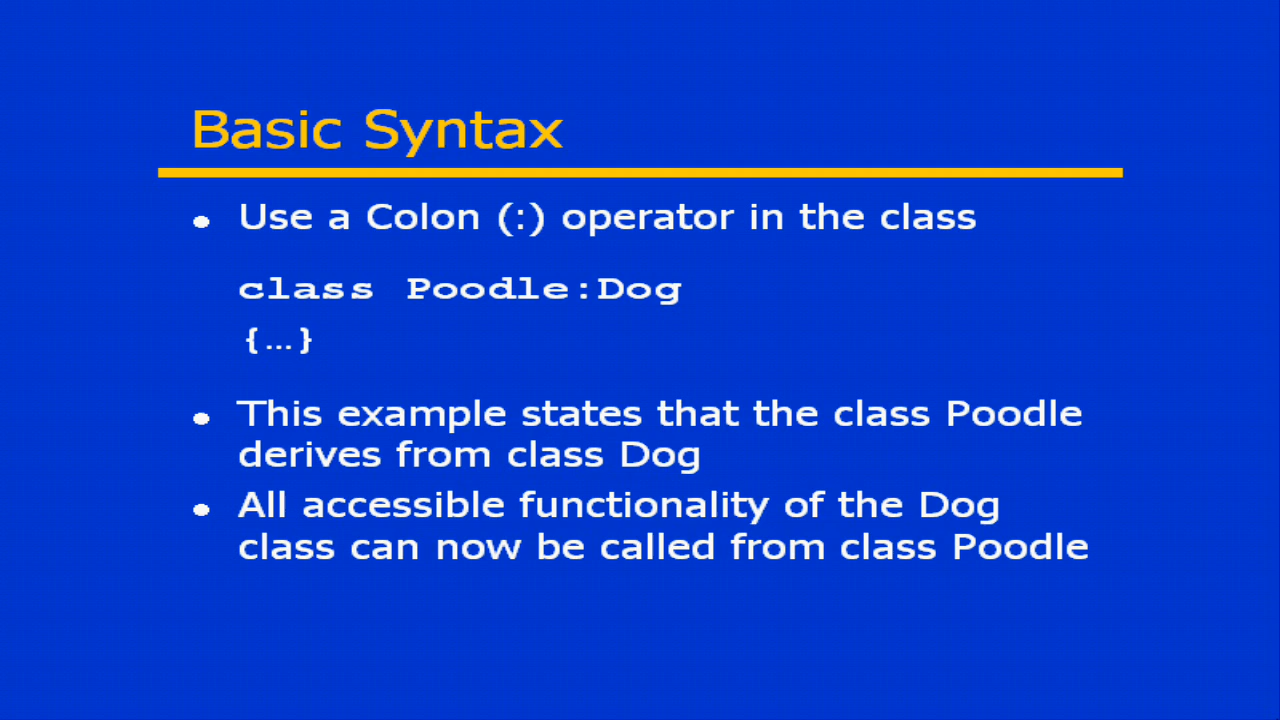 Basic Syntax
• Use a Colon (:) operator in the class
class Poodle:Dog
{…}
• This example states that the class Poodle
derives from class Dog
• All accessible functionality of the Dog
class can now be called from class Poodle